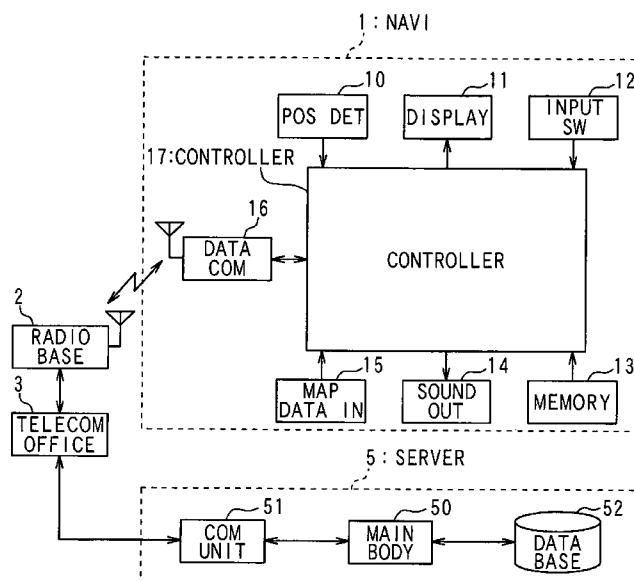 1: NAVI
10
11
12
POS DET
DISPLAY
INPUT
SW
17:CONTROLLER
16
DATA
COM
CONTROLLER
2
RADIO
BASE
3
TELECOM
OFFICE
15
MAP
DATA IN
14
SOUND
OUT
13
MEMORY
5: SERVER
51
COM
UNIT
50
MAIN
BODY
52
DATA
BASE